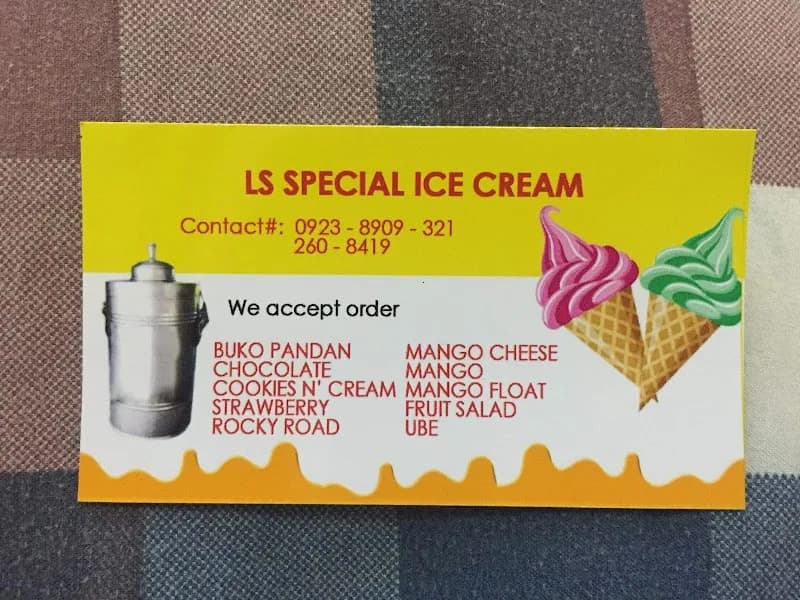 LS SPECIAL ICE CREAM
Contact#: 0923 - 8909 - 321
260 - 8419
We accept order
BUKO PANDAN
CHOCOLATE
COOKIES N' CREAM
STRAWBERRY
ROCKY ROAD
MANGO CHEESE
MANGO
MANGO FLOAT
FRUIT SALAD
UBE